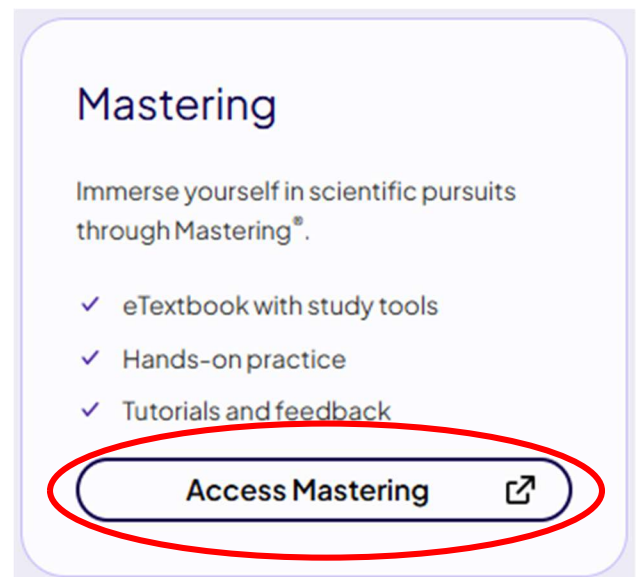 Mastering
Immerse yourself in scientific pursuits
through Mastering®.
eTextbook with study tools
Hands-on practice
Tutorials and feedback
Access Mastering